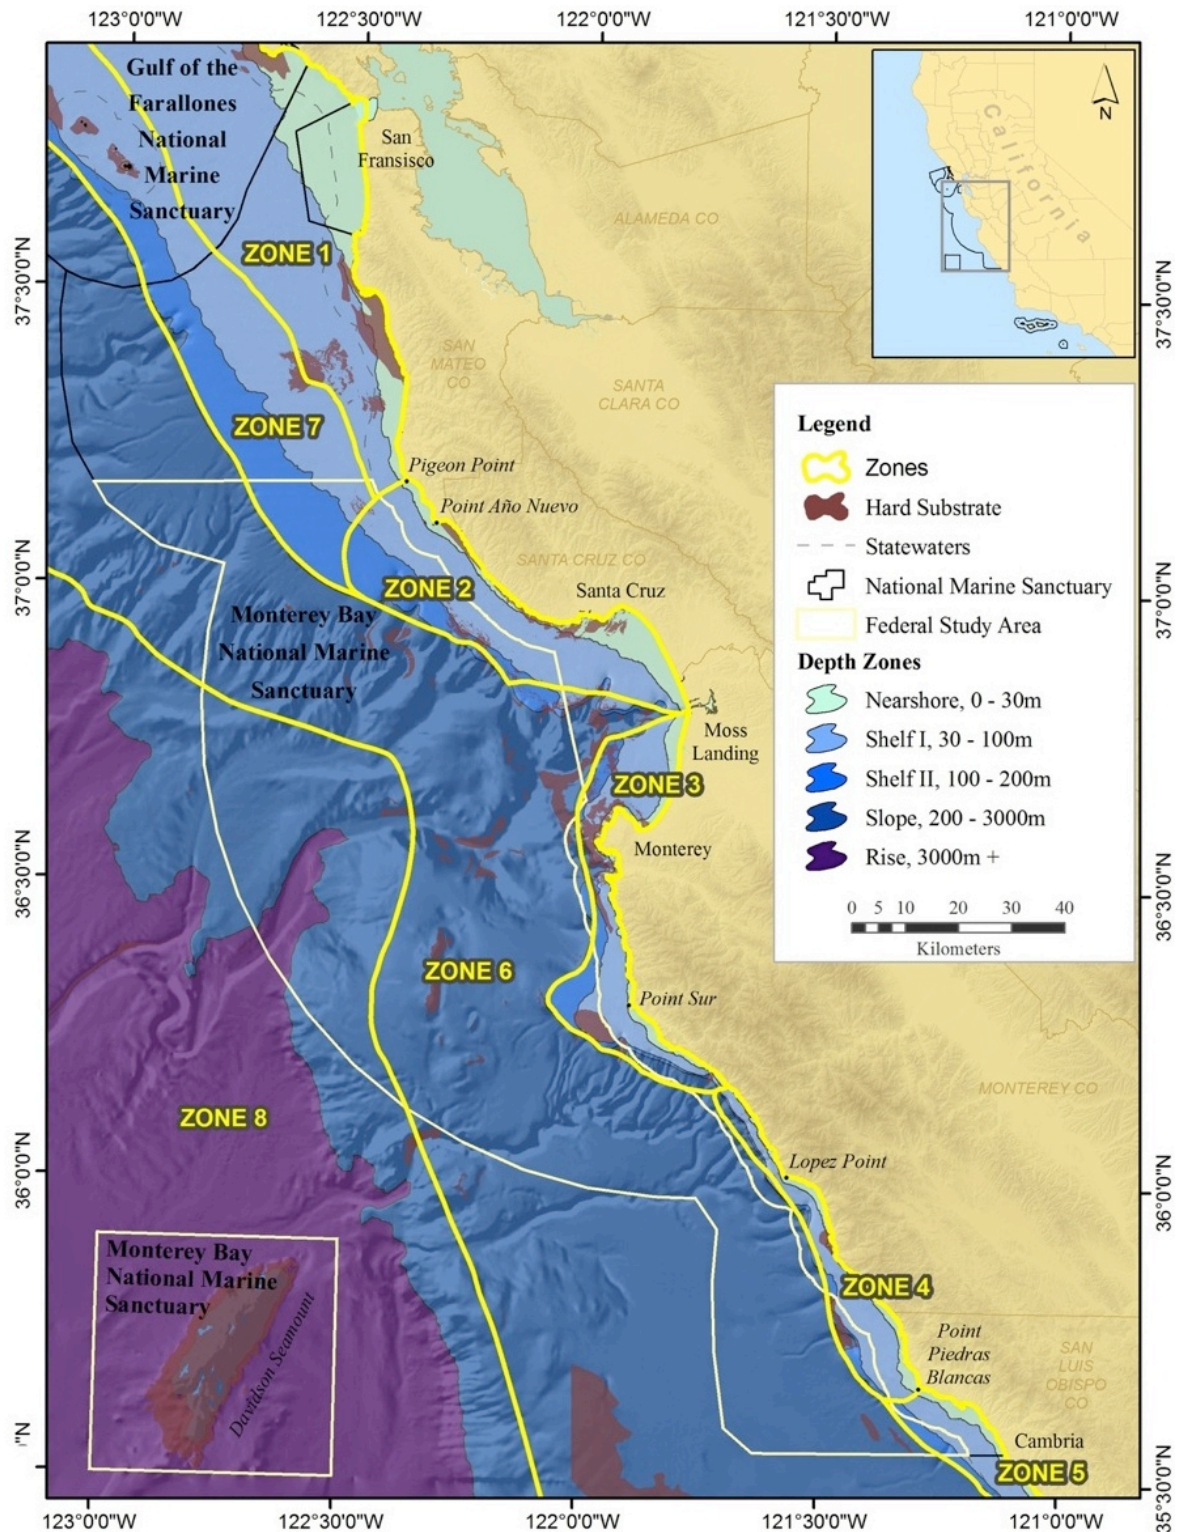 123°0'0"W 122°30'0"W 122°0'0"W 121°30'0"W 121°0'0"W
Gulf of the
Farallones
National
Marine
Sanctuary
San
Fransisco
ZONE 1
ALAMEDA CO
California
N
37°30'0"N
37°30'0"N
SAN
MATEO
CO
SANTA
CLARA CO
ZONE 7
Pigeon Point
Point Año Nuevo
SANTA CRUZ CO
Santa Cruz
ZONE 2
37°0'0"N
37°0'0"N
Monterey Bay
National Marine
Sanctuary
Moss
Landing
ZONE 3
Monterey
Legend
Zones
Hard Substrate
Statewaters
National Marine Sanctuary
Federal Study Area
Depth Zones
Nearshore, 0 - 30m
Shelf I, 30 - 100m
Shelf II, 100 - 200m
Slope, 200 - 3000m
Rise, 3000m +
0 5 10 20 30 40
Kilometers
36°30'0"N
36°30'0"N
ZONE 6
Point Sur
MONTEREY CO
ZONE 8
Lopez Point
36°0'0"N
36°0'0"N
Monterey Bay
National Marine
Sanctuary
Davidson Seamount
ZONE 4
Point
Piedras
Blancas
SAN
LUIS
OBISPO
CO
Cambria
ZONE 5
"N
35°30'0"N
123°0'0"W 122°30'0"W 122°0'0"W 121°30'0"W 121°0'0"W